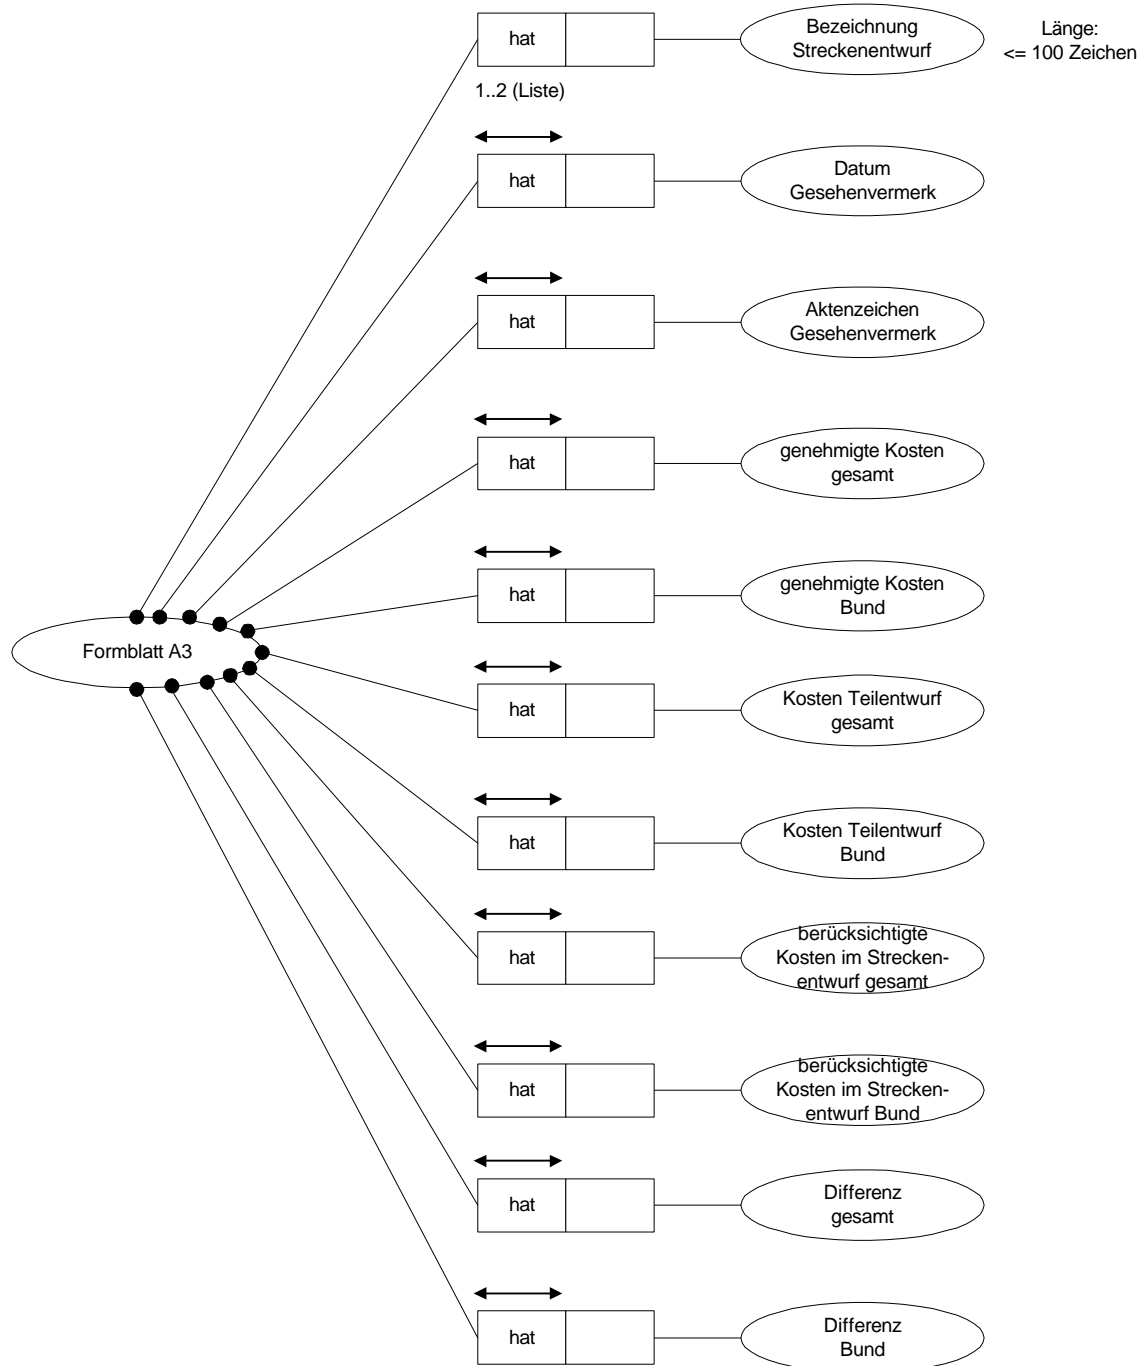 hat
Bezeichnung
Streckenentwurf
Länge:
<= 100 Zeichen
1..2 (Liste)
hat
Datum
Gesehenvermerk
hat
Aktenzeichen
Gesehenvermerk
hat
genehmigte Kosten
gesamt
hat
genehmigte Kosten
Bund
Formblatt A3
hat
Kosten Teilentwurf
gesamt
hat
Kosten Teilentwurf
Bund
hat
berücksichtigte
Kosten im Strecken-
entwurf gesamt
hat
berücksichtigte
Kosten im Strecken-
entwurf Bund
hat
Differenz
gesamt
hat
Differenz
Bund